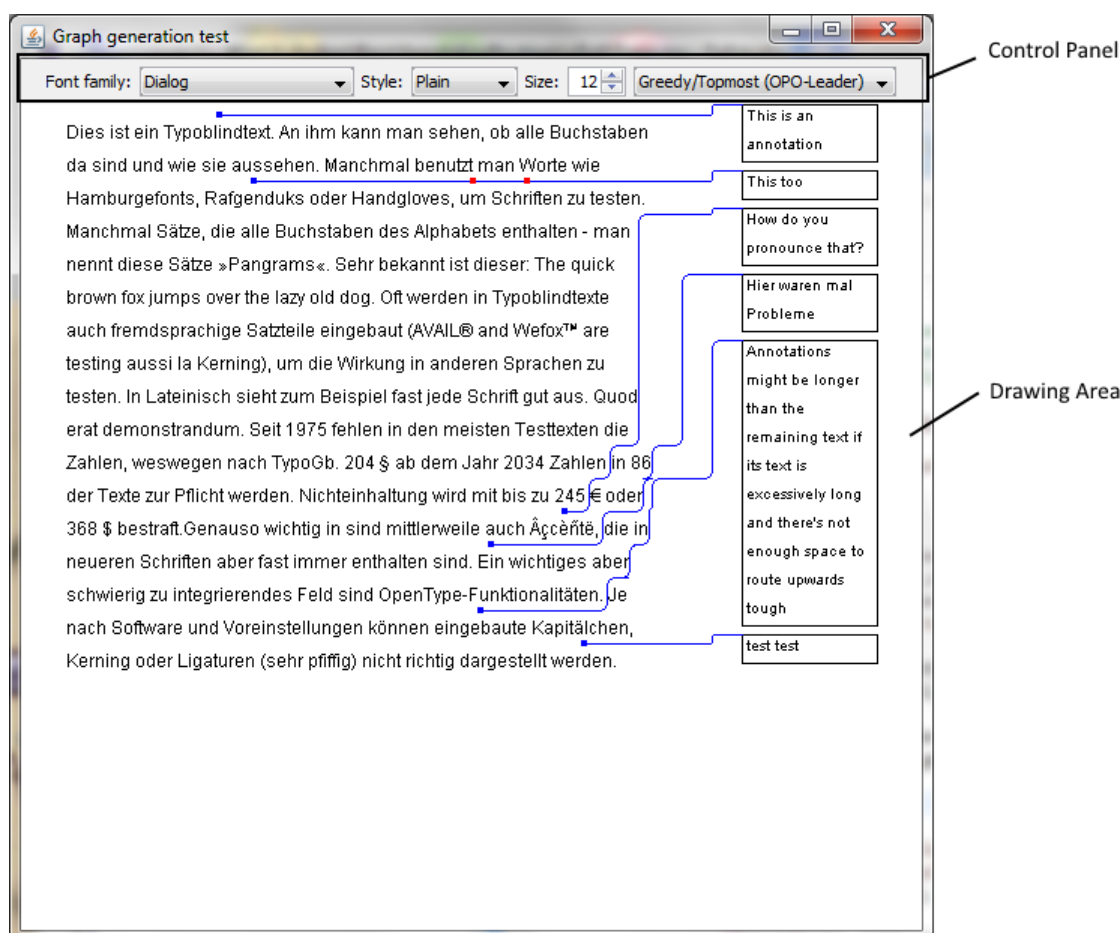 Graph generation test
Control Panel
Font family: Dialog Style: Plain Size: 12 Greedy/Topmost (OPO-Leader)
Dies ist ein Typoblindtext. An ihm kann man sehen, ob alle Buchstaben
da sind und wie sie aussehen. Manchmal benutzt man Worte wie
Hamburgefonts, Rafgenduks oder Handgloves, um Schriften zu testen.
Manchmal Sätze, die alle Buchstaben des Alphabets enthalten - man
nennt diese Sätze »Pangrams«. Sehr bekannt ist dieser: The quick
brown fox jumps over the lazy old dog. Oft werden in Typoblindtexte
auch fremdsprachige Satzteile eingebaut (AVAIL® and Wefox™ are
testing aussi la Kerning), um die Wirkung in anderen Sprachen zu
testen. In Lateinisch sieht zum Beispiel fast jede Schrift gut aus. Quod
erat demonstrandum. Seit 1975 fehlen in den meisten Testtexten die
Zahlen, weswegen nach TypoGb. 204 § ab dem Jahr 2034 Zahlen in 86
der Texte zur Pflicht werden. Nichteinhaltung wird mit bis zu 245 € oder
368 $ bestraft.Genauso wichtig in sind mittlerweile auch Âçcèñtë, die in
neueren Schriften aber fast immer enthalten sind. Ein wichtiges aber
schwierig zu integrierendes Feld sind OpenType-Funktionalitäten. Je
nach Software und Voreinstellungen können eingebaute Kapitälchen,
Kerning oder Ligaturen (sehr pfiffig) nicht richtig dargestellt werden.
This is an
annotation
This too
How do you
pronounce that?
Hier waren mal
Probleme
Annotations
might be longer
than the
remaining text if
its text is
excessively long
and there's not
enough space to
route upwards
tough
test test
Drawing Area